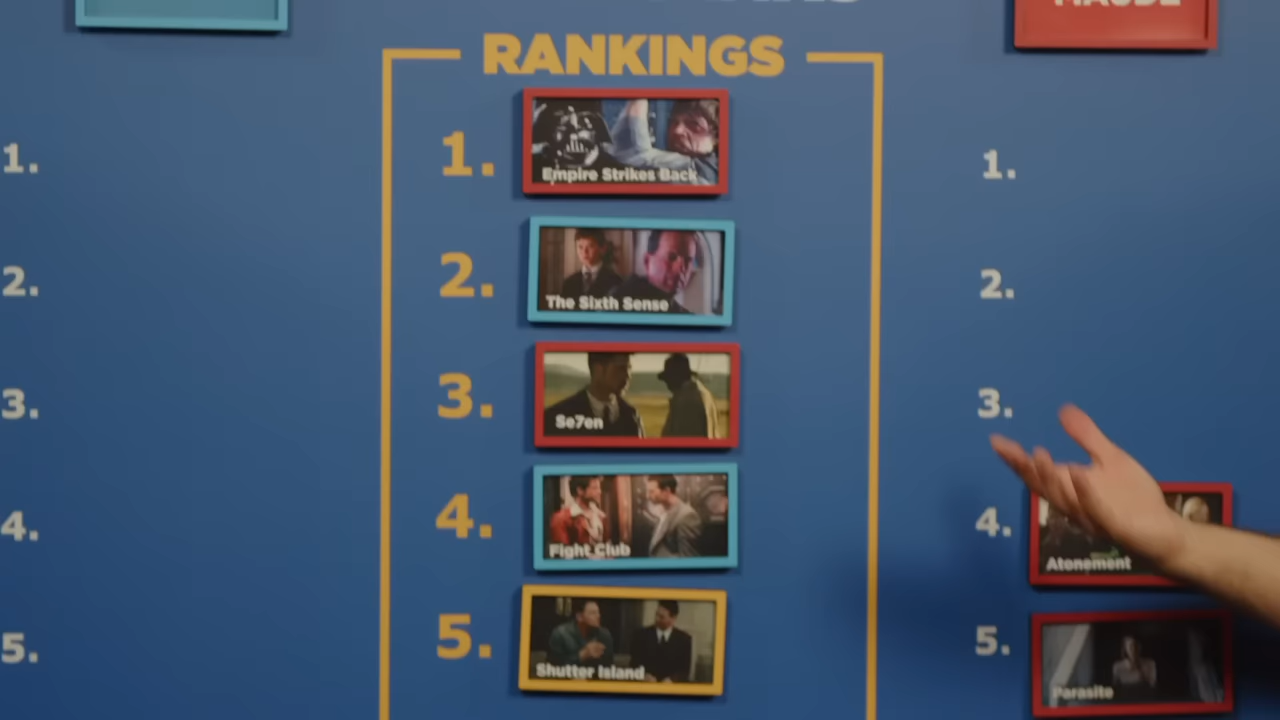 MAUDE
RANKINGS
1.
2.
3.
4.
5.
1.
Empire Strikes Back
2.
The Sixth Sense
3.
Se7en
4.
Fight Club
5.
Shutter Island
1.
2.
3.
4.
Atonement
5.
Parasite